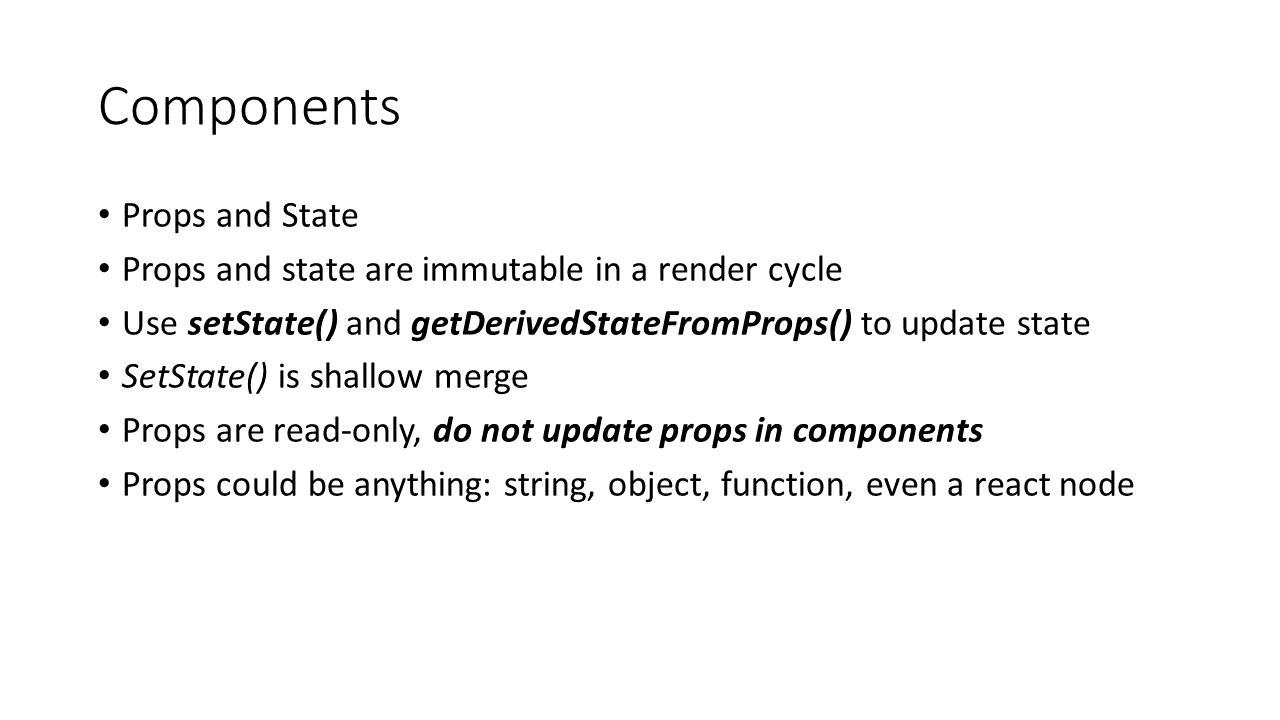 Components
• Props and State
• Props and state are immutable in a render cycle
• Use setState() and getDerivedStateFromProps() to update state
• SetState() is shallow merge
• Props are read-only, do not update props in components
• Props could be anything: string, object, function, even a react node